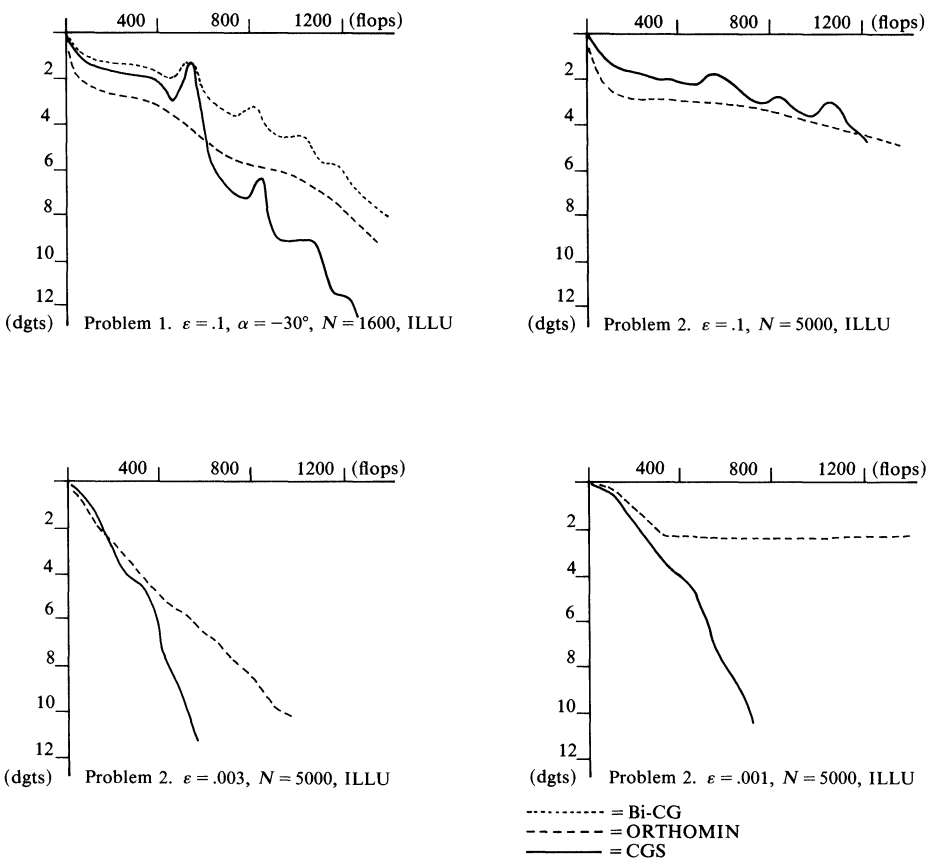 400 800 1200 (flops)
2
4
6
8
10
12
(dgts) Problem 1. ε = .1, α = −30°, N = 1600, ILLU
400 800 1200 (flops)
2
4
6
8
10
12
(dgts) Problem 2. ε = .1, N = 5000, ILLU
400 800 1200 (flops)
2
4
6
8
10
12
(dgts) Problem 2. ε = .003, N = 5000, ILLU
400 800 1200 (flops)
2
4
6
8
10
12
(dgts) Problem 2. ε = .001, N = 5000, ILLU
= Bi-CG
= ORTHOMIN
= CGS